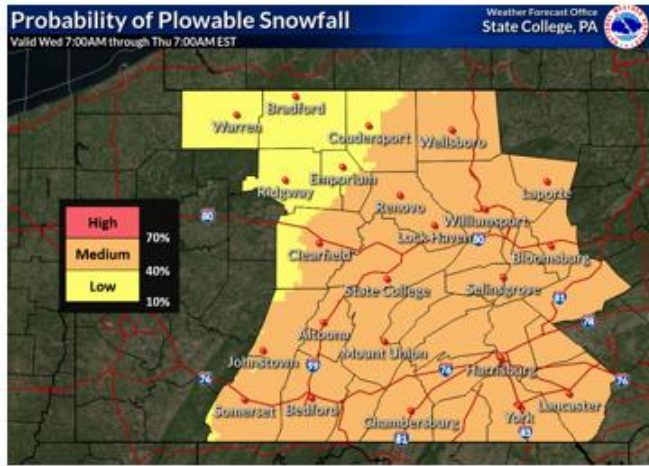 Probability of Plowable Snowfall
Valid Wed 7:00AM through Thu 7:00AM EST
Weather Forecast Office
State College, PA
Bradford
Warren
Coudersport
Wellsboro
Ridgway
Emporium
Laporte
Renovo
Williamsport
80
Lock Haven
80
Clearfield
Bloomsburg
State College
Selinsgrove
81
78
Altoona
Mount Union
Johnstown
99
76
76
Harrisburg
76
Somerset
Bedford
Chambersburg
York
Lancaster
81
83
High
70%
Medium
40%
Low
10%